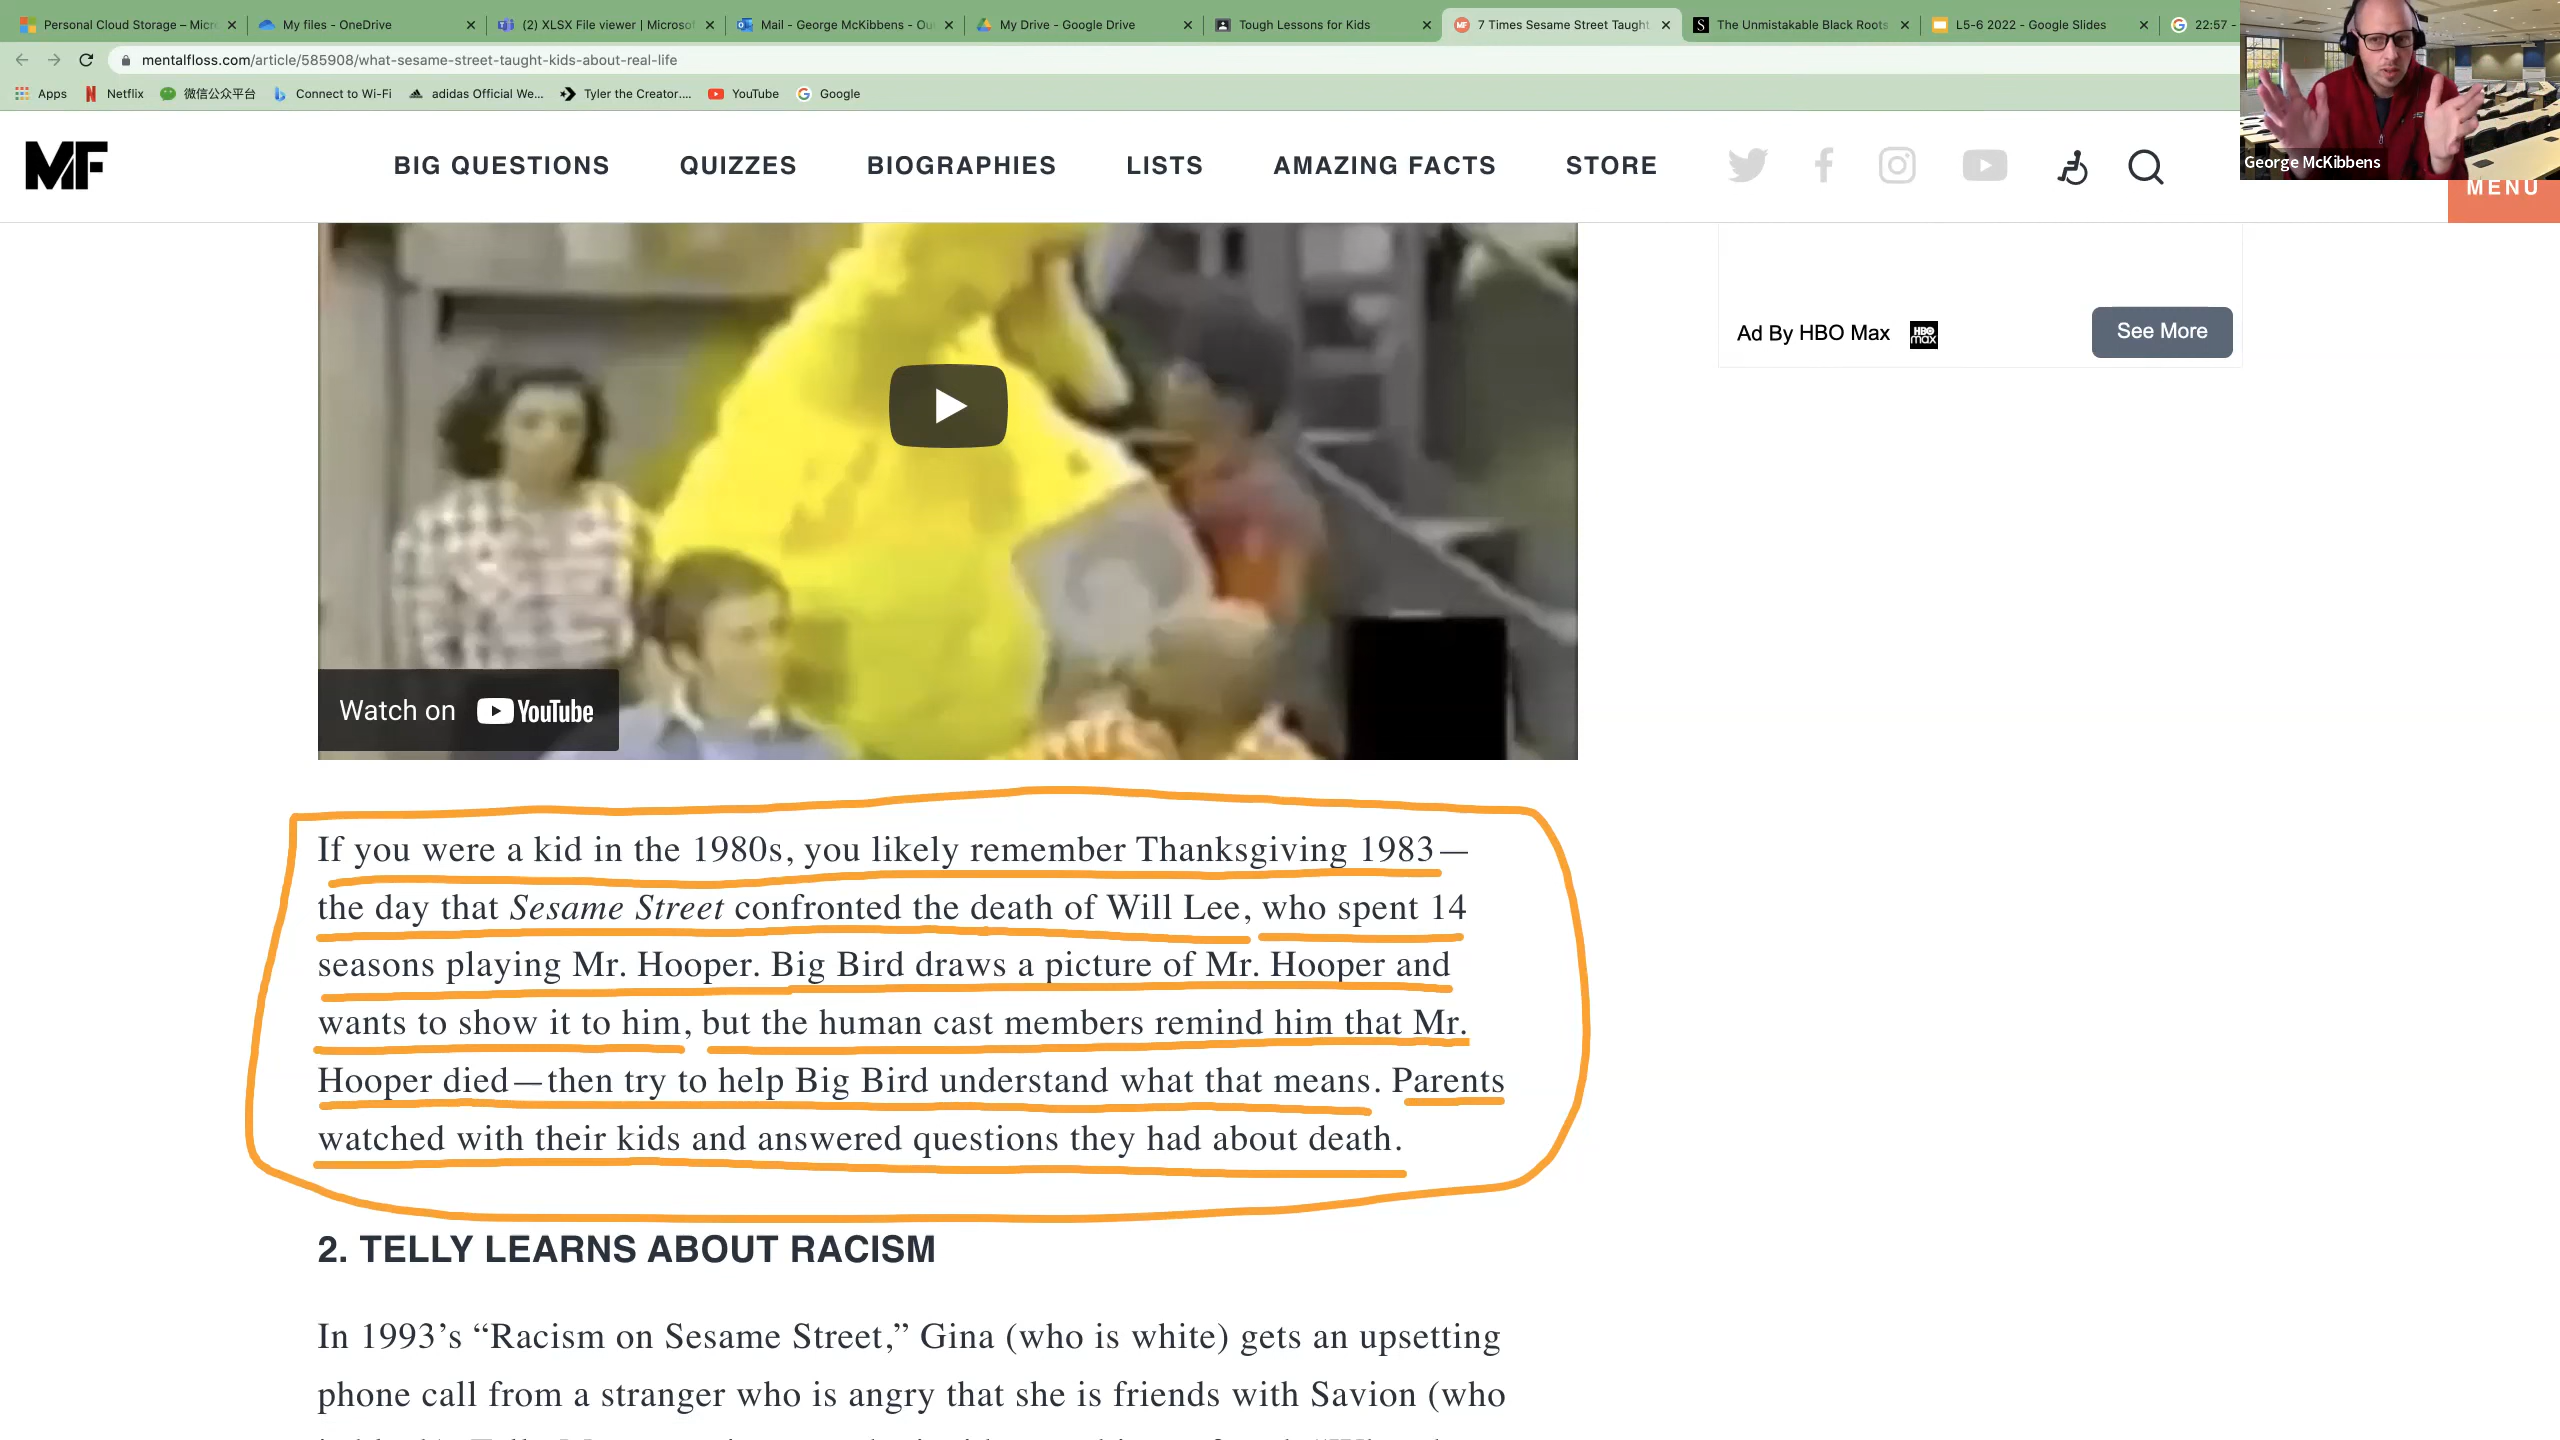 Personal Cloud Storage – Micro
My files - OneDrive
(2) XLSX File viewer | Microsof
Mail - George McKibbens - Ou
My Drive - Google Drive
Tough Lessons for Kids
7 Times Sesame Street Taught
The Unmistakable Black Roots
L5-6 2022 - Google Slides
22:57 -
mentalfloss.com/article/585908/what-sesame-street-taught-kids-about-real-life
Apps
Netflix
微信公众平台
Connect to Wi-Fi
adidas Official We...
Tyler the Creator....
YouTube
Google
George McKibbens
MF
BIG QUESTIONS
QUIZZES
BIOGRAPHIES
LISTS
AMAZING FACTS
STORE
MENU
Ad By HBO Max
HBO max
See More
Watch on YouTube
If you were a kid in the 1980s, you likely remember Thanksgiving 1983—
the day that Sesame Street confronted the death of Will Lee, who spent 14
seasons playing Mr. Hooper. Big Bird draws a picture of Mr. Hooper and
wants to show it to him, but the human cast members remind him that Mr.
Hooper died—then try to help Big Bird understand what that means. Parents
watched with their kids and answered questions they had about death.
2. TELLY LEARNS ABOUT RACISM
In 1993’s “Racism on Sesame Street,” Gina (who is white) gets an upsetting
phone call from a stranger who is angry that she is friends with Savion (who